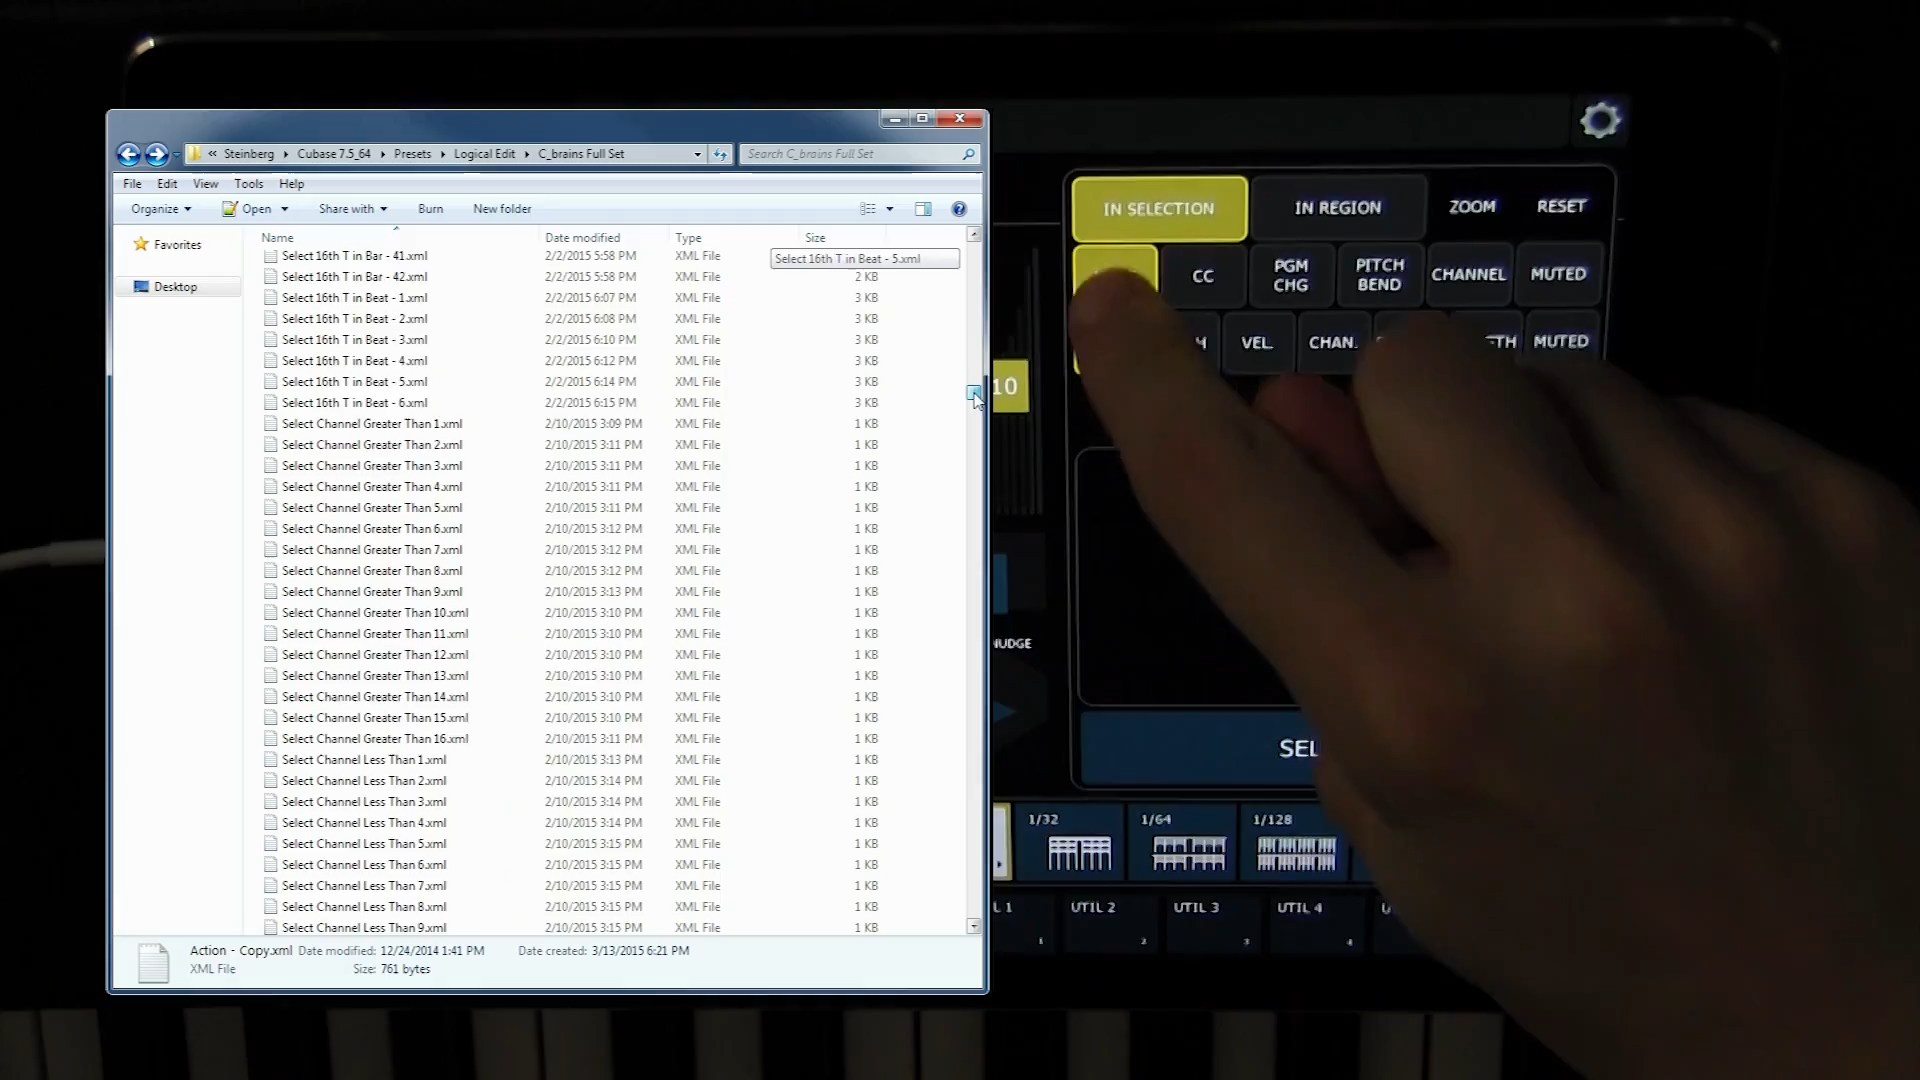 « Steinberg ▸ Cubase 7.5_64 ▸ Presets ▸ Logical Edit ▸ C_brains Full Set
Search C_brains Full Set
File Edit View Tools Help
Organize Open Share with Burn New folder
Favorites
Desktop
Name Date modified Type Size
Select 16th T in Bar - 41.xml 2/2/2015 5:58 PM XML File
Select 16th T in Beat - 5.xml
Select 16th T in Bar - 42.xml 2/2/2015 5:58 PM XML File 2 KB
Select 16th T in Beat - 1.xml 2/2/2015 6:07 PM XML File 3 KB
Select 16th T in Beat - 2.xml 2/2/2015 6:08 PM XML File 3 KB
Select 16th T in Beat - 3.xml 2/2/2015 6:10 PM XML File 3 KB
Select 16th T in Beat - 4.xml 2/2/2015 6:12 PM XML File 3 KB
Select 16th T in Beat - 5.xml 2/2/2015 6:14 PM XML File 3 KB
Select 16th T in Beat - 6.xml 2/2/2015 6:15 PM XML File 3 KB
Select Channel Greater Than 1.xml 2/10/2015 3:09 PM XML File 1 KB
Select Channel Greater Than 2.xml 2/10/2015 3:11 PM XML File 1 KB
Select Channel Greater Than 3.xml 2/10/2015 3:11 PM XML File 1 KB
Select Channel Greater Than 4.xml 2/10/2015 3:11 PM XML File 1 KB
Select Channel Greater Than 5.xml 2/10/2015 3:11 PM XML File 1 KB
Select Channel Greater Than 6.xml 2/10/2015 3:12 PM XML File 1 KB
Select Channel Greater Than 7.xml 2/10/2015 3:12 PM XML File 1 KB
Select Channel Greater Than 8.xml 2/10/2015 3:12 PM XML File 1 KB
Select Channel Greater Than 9.xml 2/10/2015 3:13 PM XML File 1 KB
Select Channel Greater Than 10.xml 2/10/2015 3:10 PM XML File 1 KB
Select Channel Greater Than 11.xml 2/10/2015 3:10 PM XML File 1 KB
Select Channel Greater Than 12.xml 2/10/2015 3:10 PM XML File 1 KB
Select Channel Greater Than 13.xml 2/10/2015 3:10 PM XML File 1 KB
Select Channel Greater Than 14.xml 2/10/2015 3:10 PM XML File 1 KB
Select Channel Greater Than 15.xml 2/10/2015 3:10 PM XML File 1 KB
Select Channel Greater Than 16.xml 2/10/2015 3:11 PM XML File 1 KB
Select Channel Less Than 1.xml 2/10/2015 3:13 PM XML File 1 KB
Select Channel Less Than 2.xml 2/10/2015 3:14 PM XML File 1 KB
Select Channel Less Than 3.xml 2/10/2015 3:14 PM XML File 1 KB
Select Channel Less Than 4.xml 2/10/2015 3:14 PM XML File 1 KB
Select Channel Less Than 5.xml 2/10/2015 3:15 PM XML File 1 KB
Select Channel Less Than 6.xml 2/10/2015 3:15 PM XML File 1 KB
Select Channel Less Than 7.xml 2/10/2015 3:15 PM XML File 1 KB
Select Channel Less Than 8.xml 2/10/2015 3:15 PM XML File 1 KB
Select Channel Less Than 9.xml 2/10/2015 3:15 PM XML File 1 KB
Action - Copy.xml Date modified: 12/24/2014 1:41 PM Date created: 3/13/2015 6:21 PM
XML File Size: 761 bytes
IN SELECTION IN REGION ZOOM RESET
CC PGM CHG PITCH BEND CHANNEL MUTED
VEL. CHAN. TH MUTED
10
NUDGE
SEL
1/32 1/64 1/128
L 1 UTIL 2 UTIL 3 UTIL 4 U
1 2 3 4